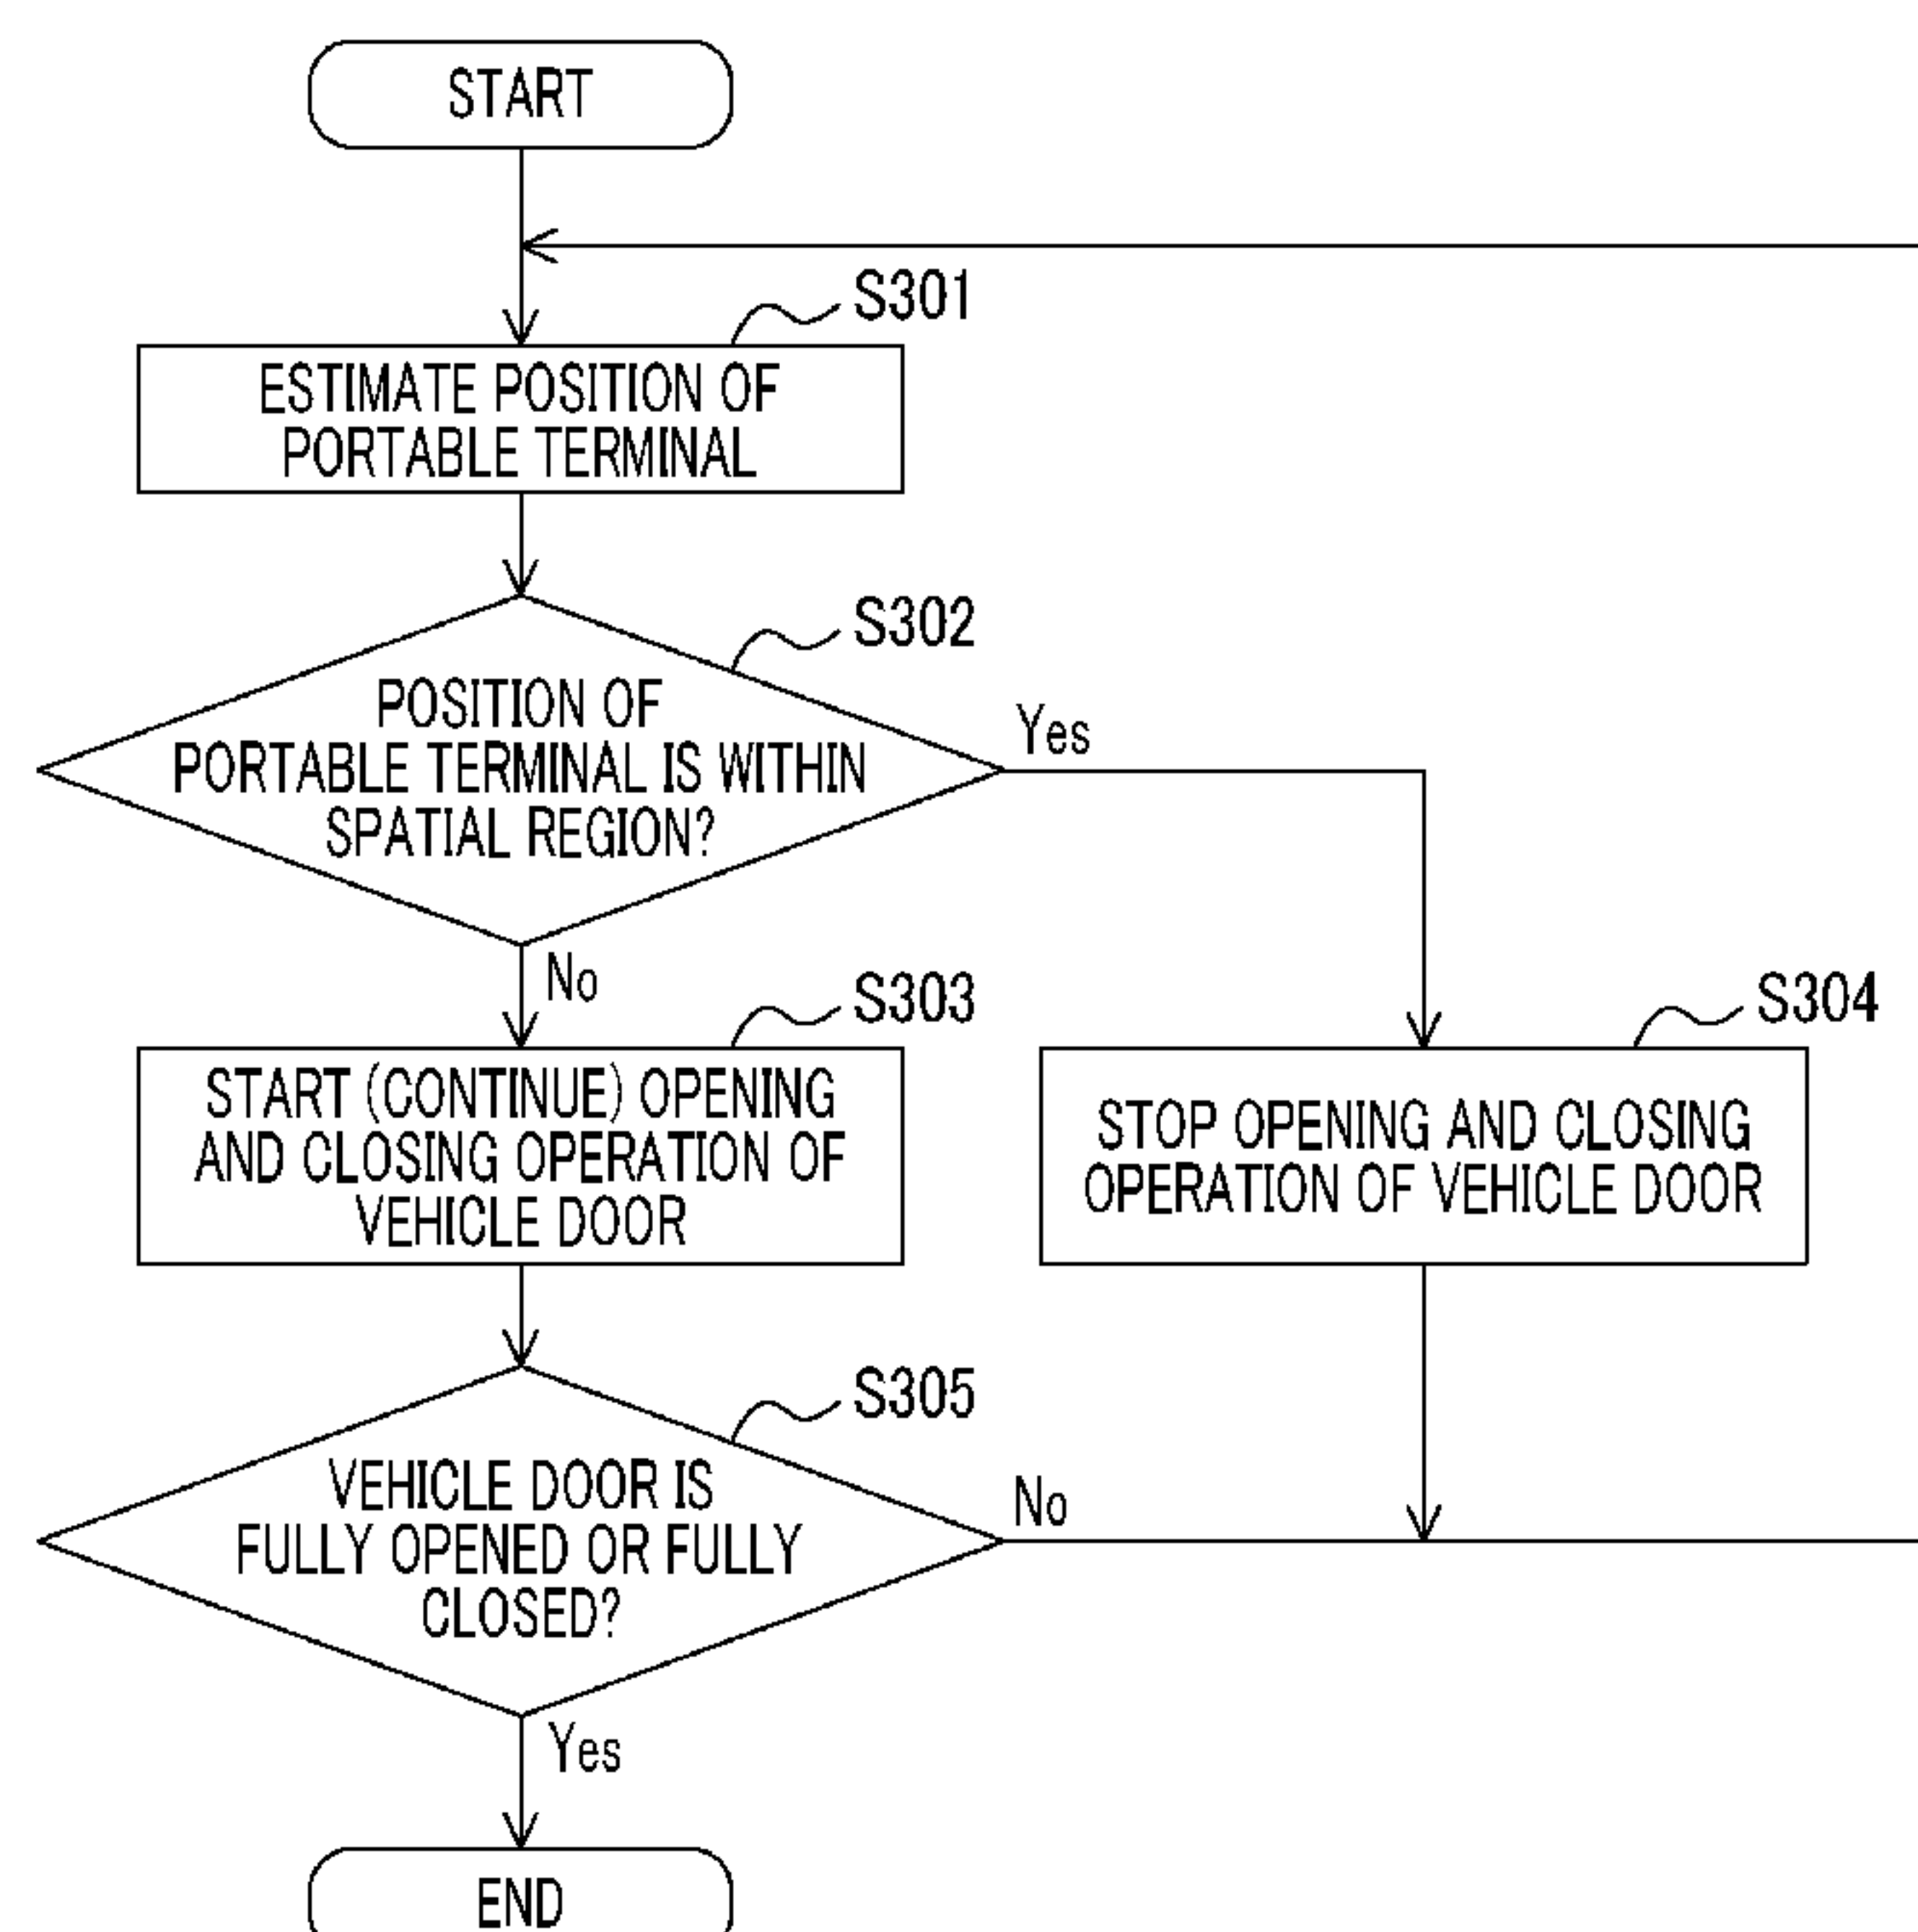 START
S301
ESTIMATE POSITION OF
PORTABLE TERMINAL
S302
POSITION OF
PORTABLE TERMINAL IS WITHIN
SPATIAL REGION?
Yes
No
S303
START (CONTINUE) OPENING
AND CLOSING OPERATION OF
VEHICLE DOOR
S304
STOP OPENING AND CLOSING
OPERATION OF VEHICLE DOOR
S305
VEHICLE DOOR IS
FULLY OPENED OR FULLY
CLOSED?
No
Yes
END